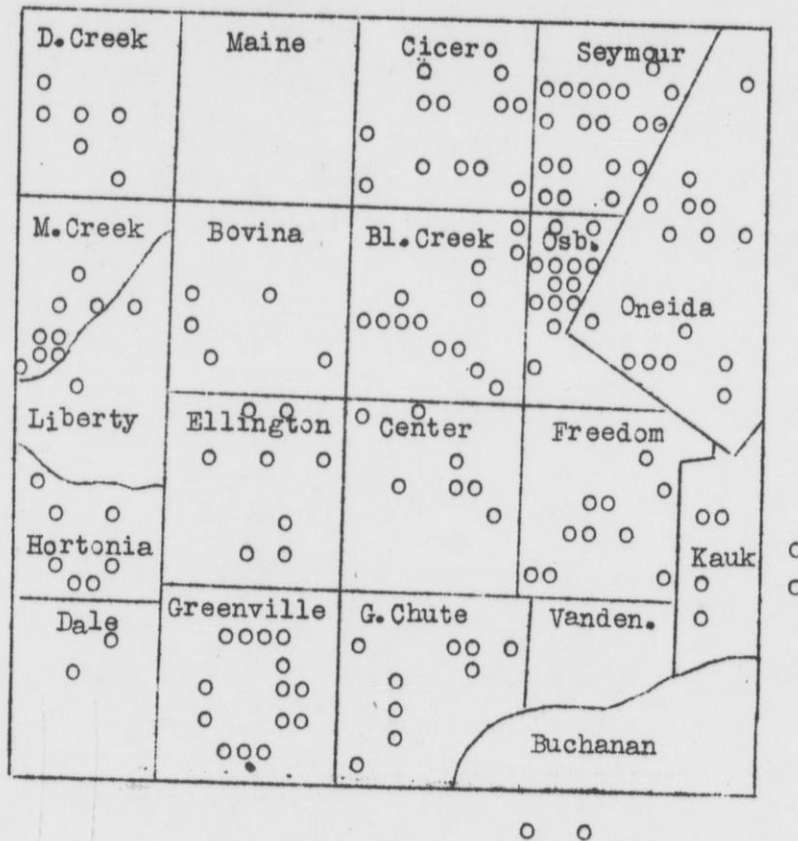 D.Creek
Maine
Cicero
Seymour
M.Creek
Bovina
Bl.Creek
Osb.
Oneida
Liberty
Ellington
Center
Freedom
Hortonia
Kauk
Dale
Greenville
G.Chute
Vanden.
Buchanan